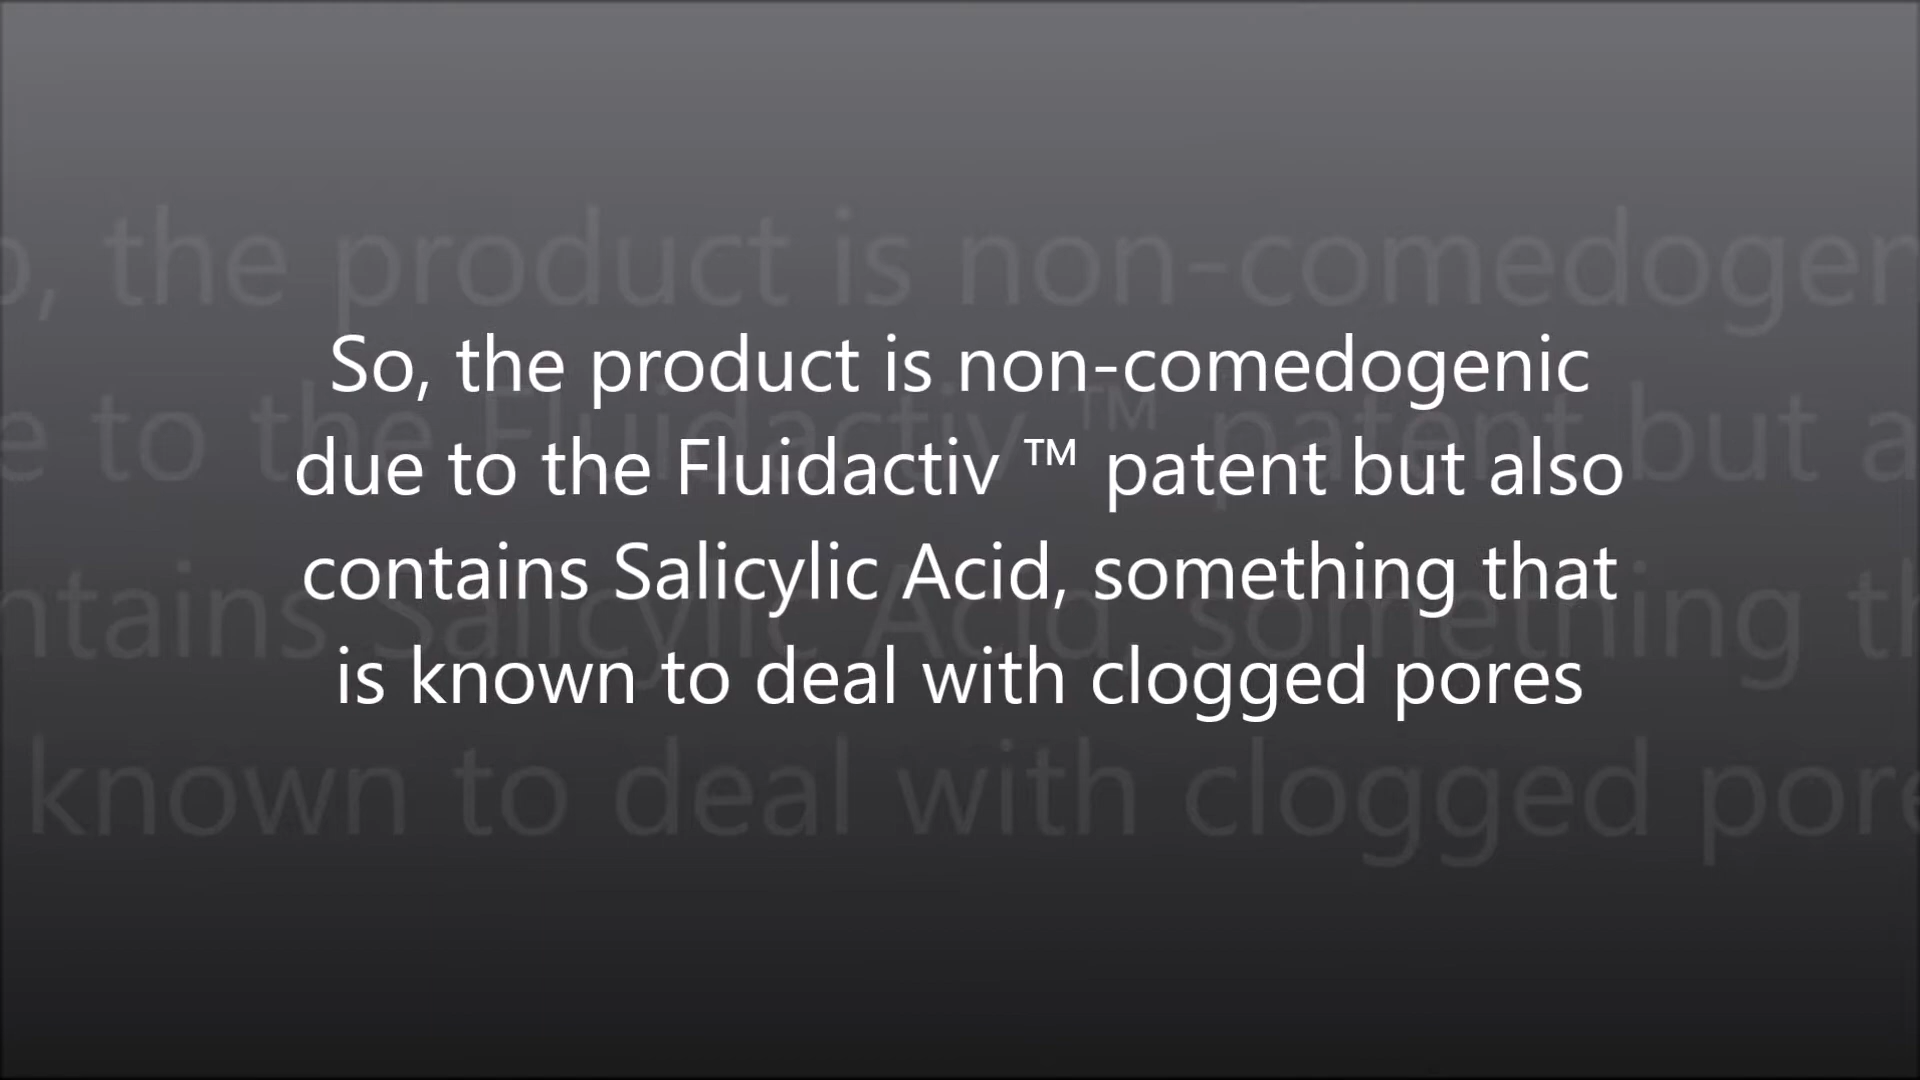 So, the product is non-comedogenic
due to the Fluidactiv ™ patent but also
contains Salicylic Acid, something that
is known to deal with clogged pores